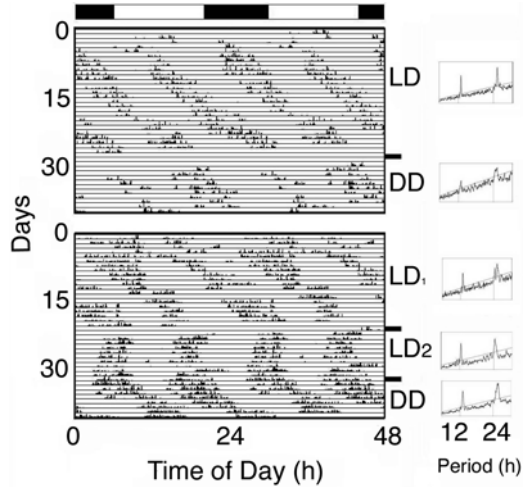 0
15
30
LD
DD
0
15
30
LD₁
LD2
DD
Days
0 24 48
12 24
Time of Day (h)
Period (h)